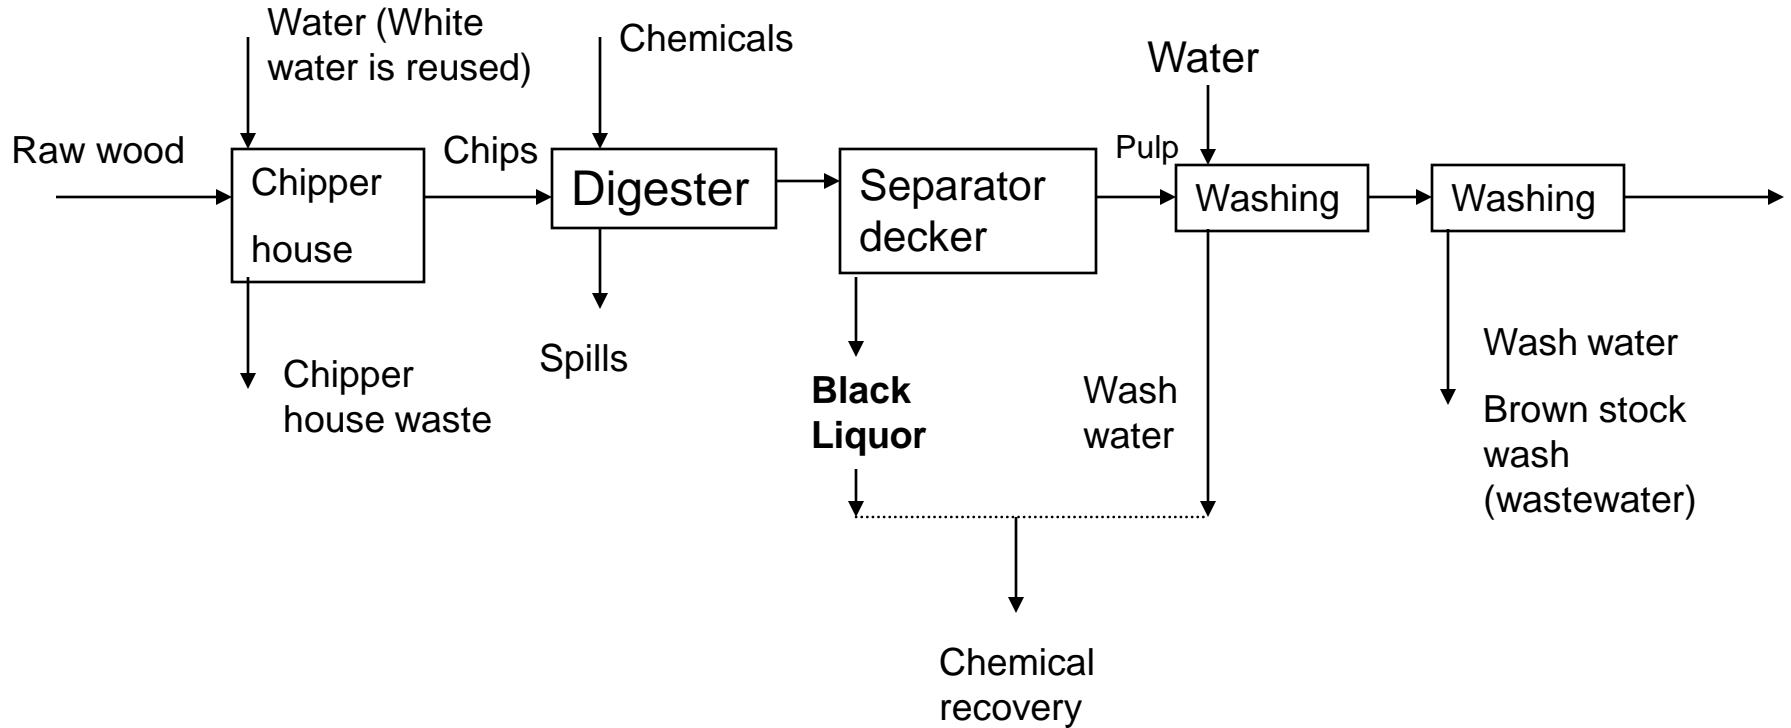 Water (White
water is reused)
Chemicals
Water
Raw wood
Chipper
house
Chips
Digester
Separator
decker
Pulp
Washing
Washing
Chipper
house waste
Spills
Black
Liquor
Wash
water
Wash water
Brown stock
wash
(wastewater)
Chemical
recovery